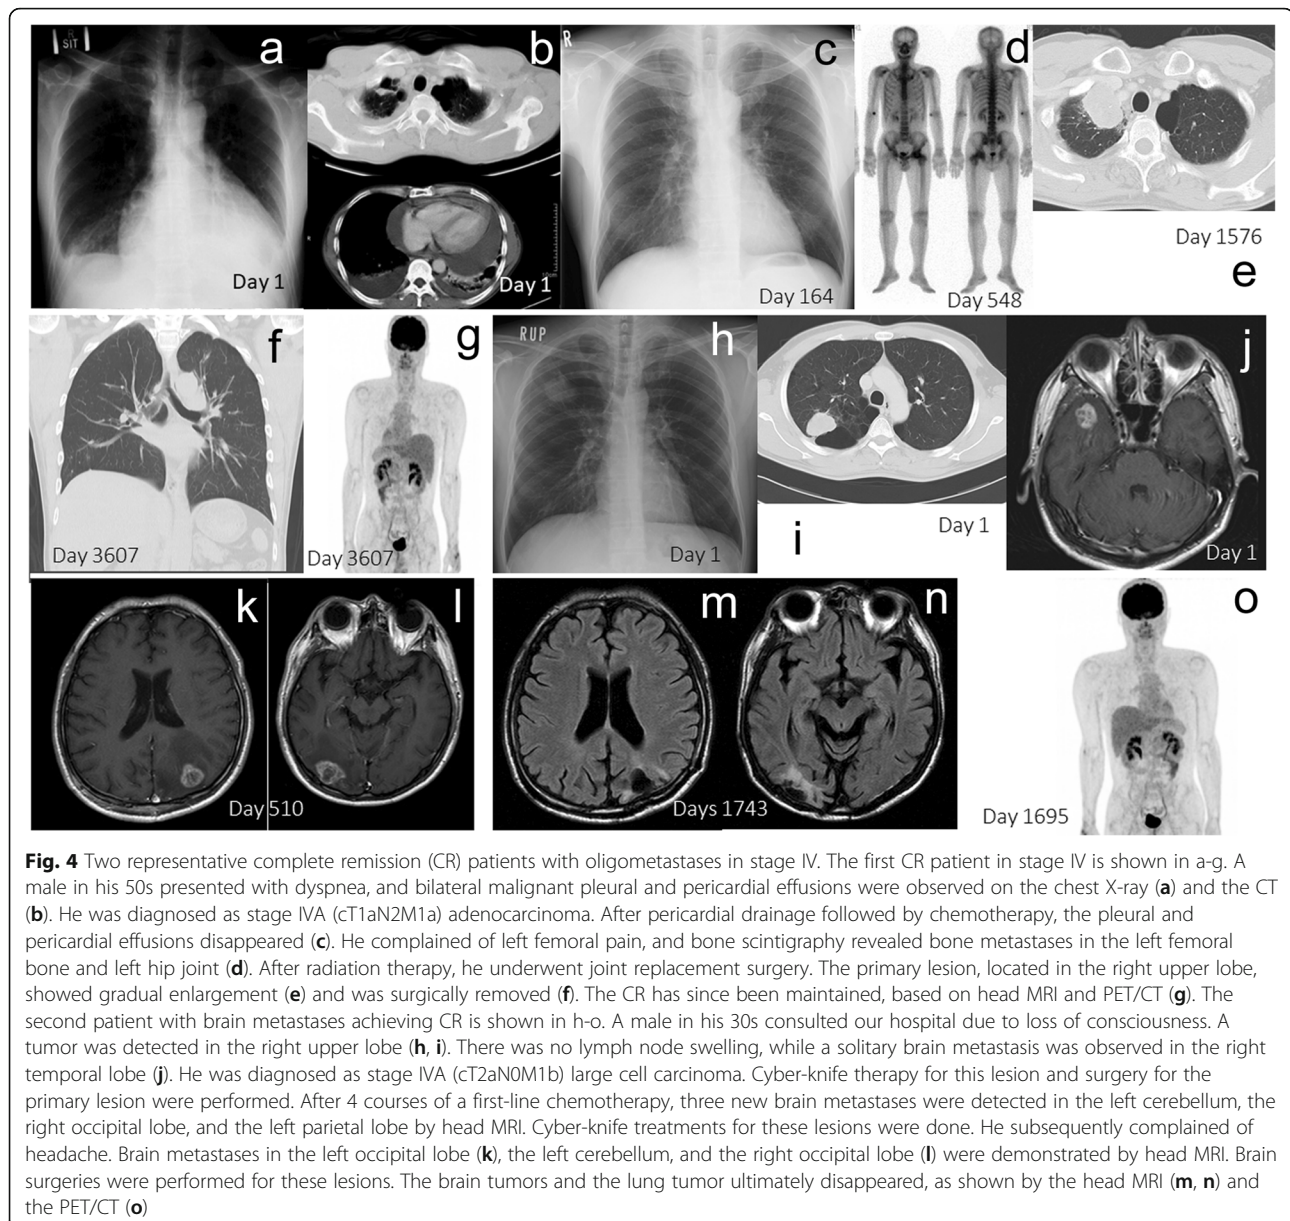 R
SIT
a
b
R
c
d
Day 1
Day 1
Day 164
Day 548
Day 1576
e
f
g
RUP
h
i
j
Day 3607
Day 3607
Day 1
Day 1
Day 1
k
l
m
n
o
Day 510
Days 1743
Day 1695
Fig. 4 Two representative complete remission (CR) patients with oligometastases in stage IV. The first CR patient in stage IV is shown in a-g. A
male in his 50s presented with dyspnea, and bilateral malignant pleural and pericardial effusions were observed on the chest X-ray (a) and the CT
(b). He was diagnosed as stage IVA (cT1aN2M1a) adenocarcinoma. After pericardial drainage followed by chemotherapy, the pleural and
pericardial effusions disappeared (c). He complained of left femoral pain, and bone scintigraphy revealed bone metastases in the left femoral
bone and left hip joint (d). After radiation therapy, he underwent joint replacement surgery. The primary lesion, located in the right upper lobe,
showed gradual enlargement (e) and was surgically removed (f). The CR has since been maintained, based on head MRI and PET/CT (g). The
second patient with brain metastases achieving CR is shown in h-o. A male in his 30s consulted our hospital due to loss of consciousness. A
tumor was detected in the right upper lobe (h, i). There was no lymph node swelling, while a solitary brain metastasis was observed in the right
temporal lobe (j). He was diagnosed as stage IVA (cT2aN0M1b) large cell carcinoma. Cyber-knife therapy for this lesion and surgery for the
primary lesion were performed. After 4 courses of a first-line chemotherapy, three new brain metastases were detected in the left cerebellum, the
right occipital lobe, and the left parietal lobe by head MRI. Cyber-knife treatments for these lesions were done. He subsequently complained of
headache. Brain metastases in the left occipital lobe (k), the left cerebellum, and the right occipital lobe (l) were demonstrated by head MRI. Brain
surgeries were performed for these lesions. The brain tumors and the lung tumor ultimately disappeared, as shown by the head MRI (m, n) and
the PET/CT (o)